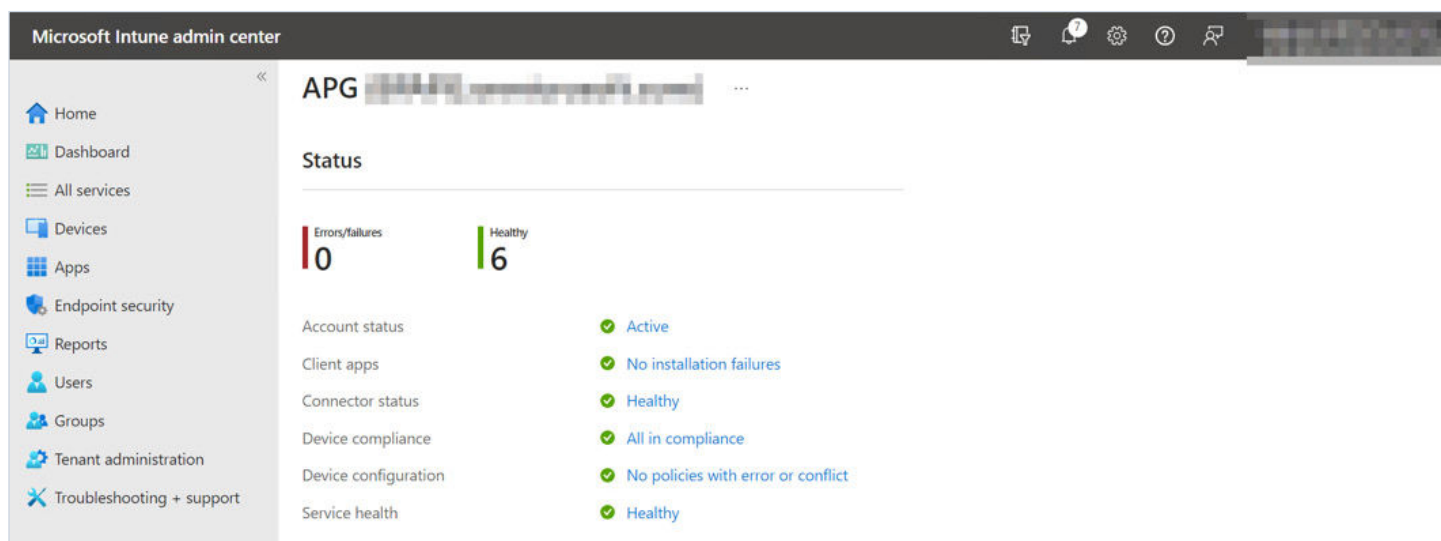 Microsoft Intune admin center
7
«
Home
Dashboard
All services
Devices
Apps
Endpoint security
Reports
Users
Groups
Tenant administration
Troubleshooting + support
APG
...
Status
Errors/failures
0
Healthy
6
Account status Active
Client apps No installation failures
Connector status Healthy
Device compliance All in compliance
Device configuration No policies with error or conflict
Service health Healthy